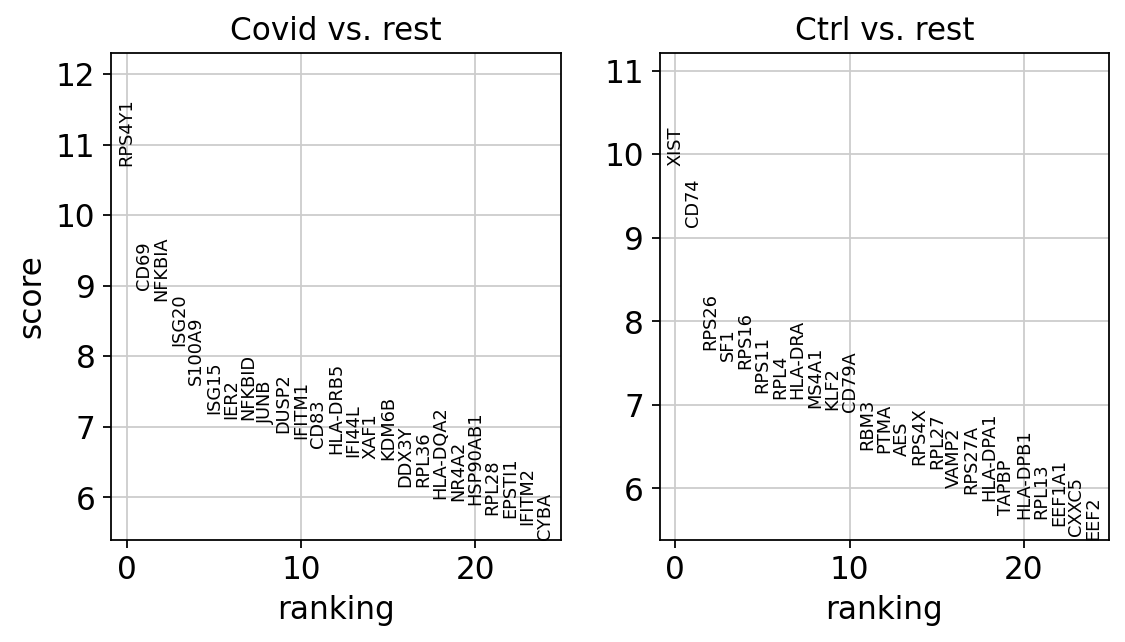 Covid vs. rest
12
11
10
9
8
7
6
score
RPS4Y1
CD69
NFKBIA
ISG20
S100A9
ISG15
IER2
NFKBID
JUNB
DUSP2
IFITM1
CD83
HLA-DRB5
IFI44L
XAF1
KDM6B
DDX3Y
RPL36
HLA-DQA2
NR4A2
HSP90AB1
RPL28
EPSTI1
IFITM2
CYBA
0 10 20
ranking
Ctrl vs. rest
11
10
9
8
7
6
XIST
CD74
RPS26
SF1
RPS16
RPS11
RPL4
HLA-DRA
MS4A1
KLF2
CD79A
RBM3
PTMA
AES
RPS4X
RPL27
VAMP2
RPS27A
HLA-DPA1
TAPBP
HLA-DPB1
RPL13
EEF1A1
CXXC5
EEF2
0 10 20
ranking